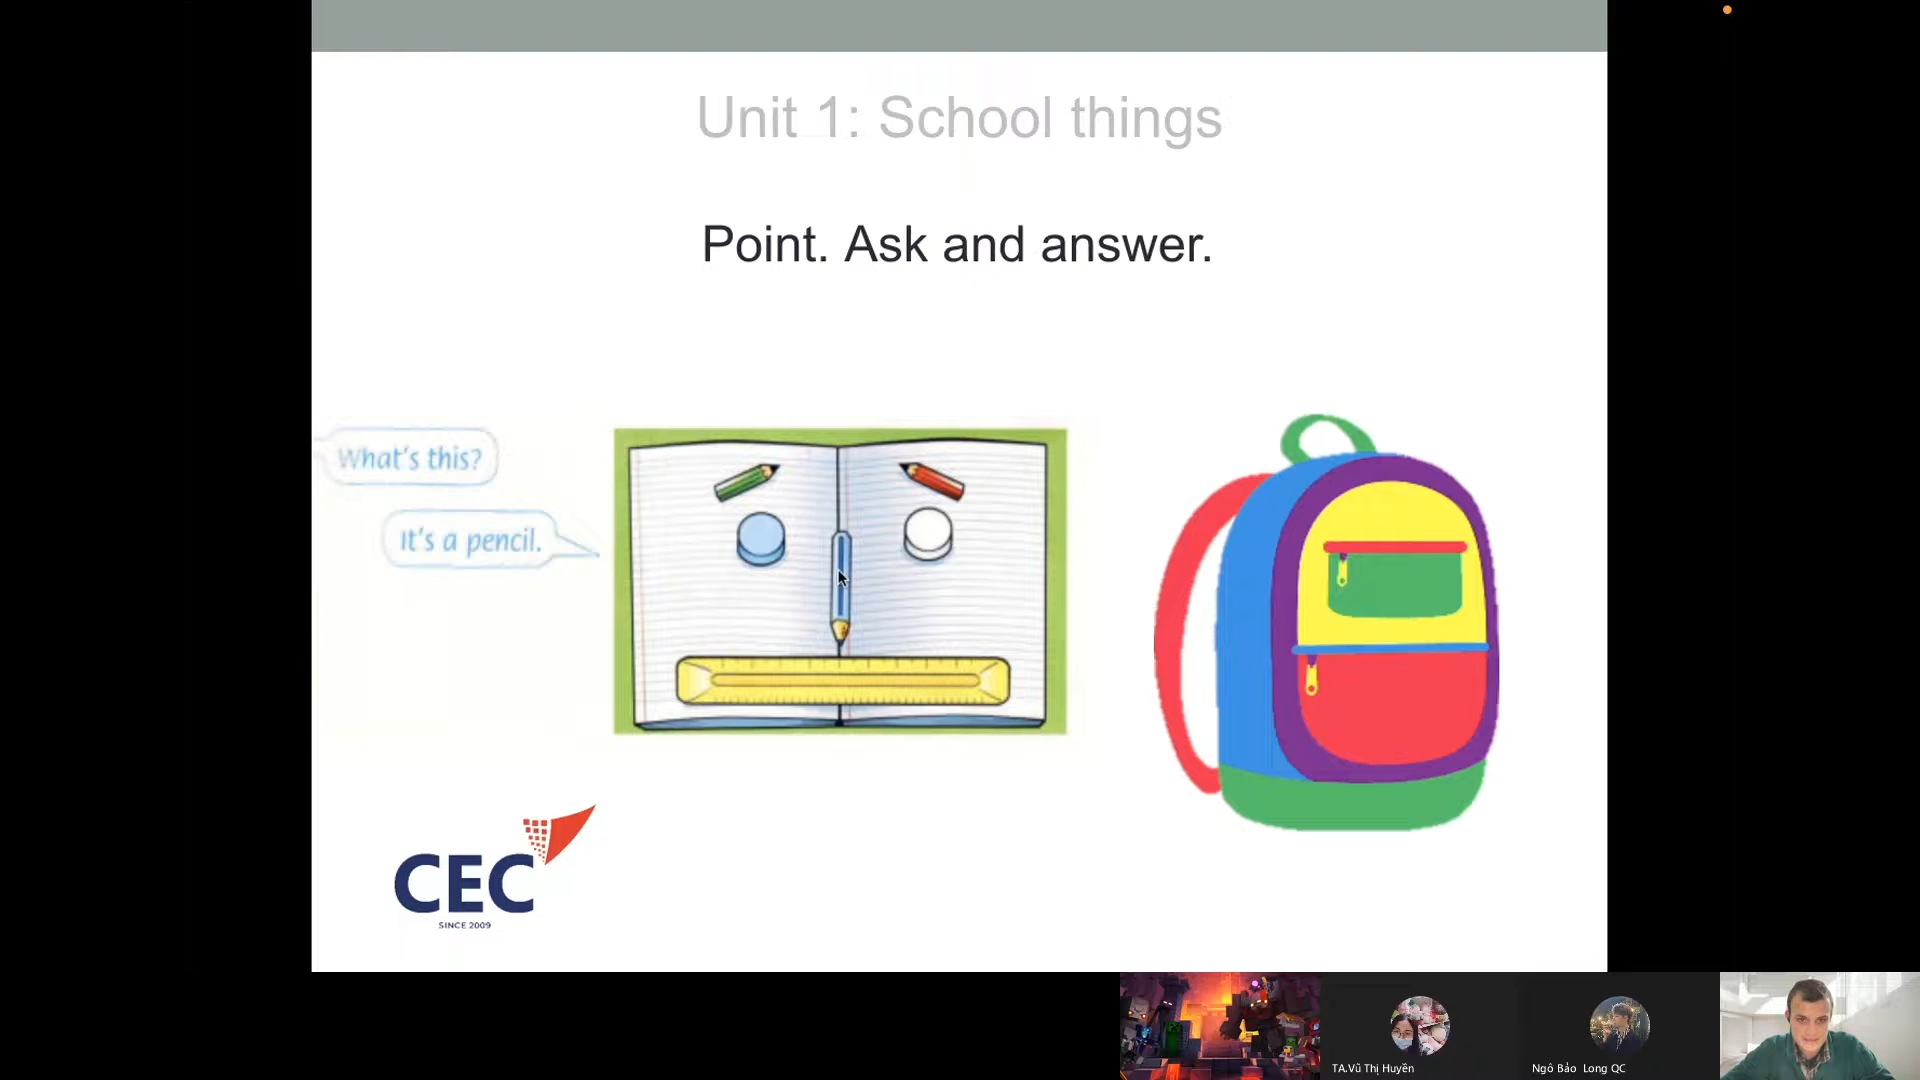 Unit 1: School things
Point. Ask and answer.
What's this?
It's a pencil.
CEC
SINCE 2009
TA.Vũ Thị Huyền
Ngô Bảo Long QC